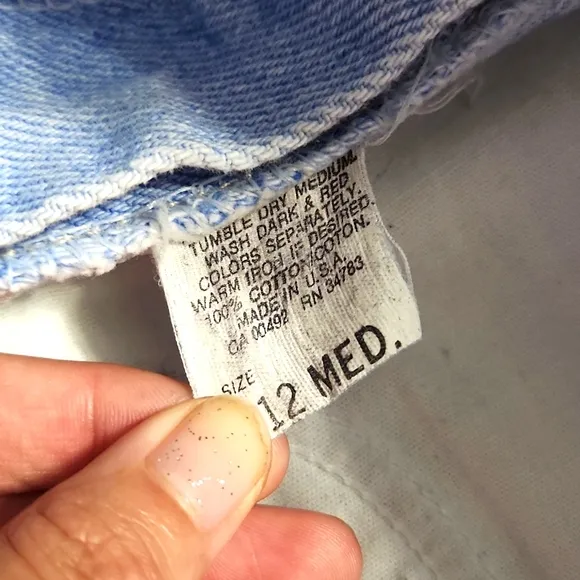 TUMBLE DRY MEDIUM.
WASH DARK & RED
COLORS SEPARATELY.
WARM IRON IF DESIRED.
100% COTTON/COTON.
MADE IN U.S.A.
CA 00492 RN 34783
SIZE
12 MED.